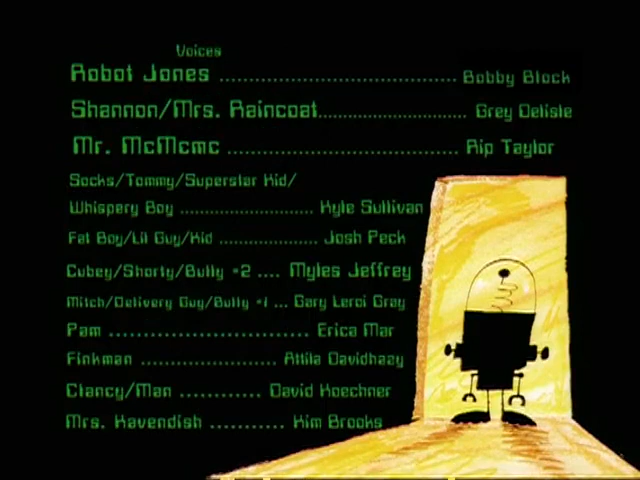 Voices
Robot Jones ................................... Bobby Block
Shannon/Mrs. Raincoat........................... Grey Delisle
Mr. McMcmc ................................... Rip Taylor
Socks/Tommy/Superstar Kid/
Whispery Boy ........................ Kyle Sullivan
Fat Boy/Lil Guy/Kid .................. Josh Peck
Cubey/Shorty/Bully #2 .... Myles Jeffrey
Mitch/Delivery Guy/Bully #1 ... Gary Leroi Gray
Pam .............................. Erica Mar
Finkman ........................ Attila Davidhazy
Clancy/Man ............ David Koechner
Mrs. Kavendish ........... Kim Brooks